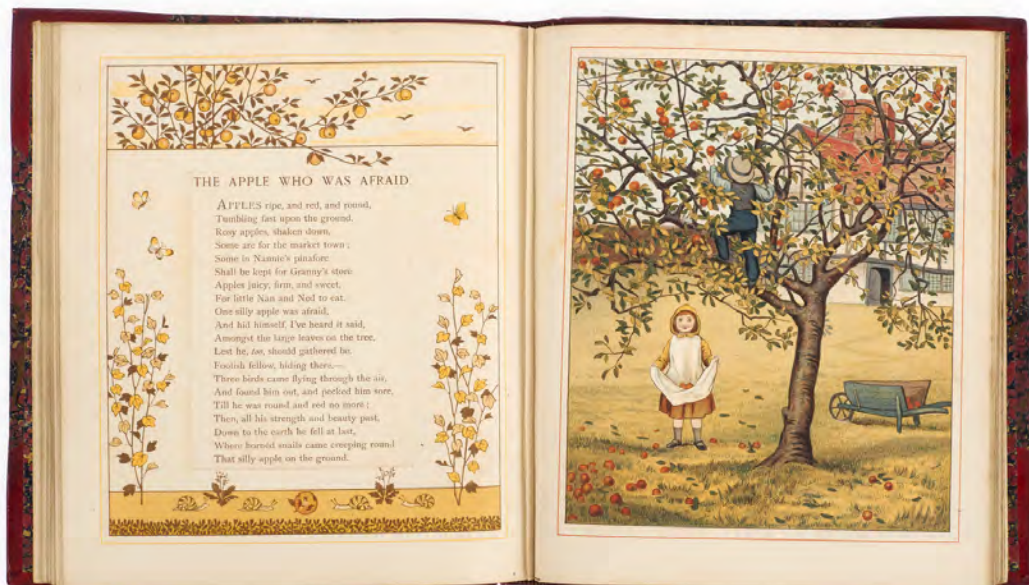 THE APPLE WHO WAS AFRAID
APPLES ripe, and red, and round,
Tumbling fast upon the ground.
Rosy apples, shaken down,
Some are for the market town;
Some in Nannie's pinafore
Shall be kept for Granny's store.
Apples juicy, firm, and sweet,
For little Nan and Ned to eat.
One silly apple was afraid,
And hid himself, I've heard it said,
Amongst the large leaves on the tree,
Lest he, too, should gathered be.
Foolish fellow, hiding there,—
Three birds came flying through the air,
And found him out, and pecked him sore,
Till he was round and red no more;
Then, all his strength and beauty past,
Down to the earth he fell at last,
Where horned snails came creeping round
That silly apple on the ground.